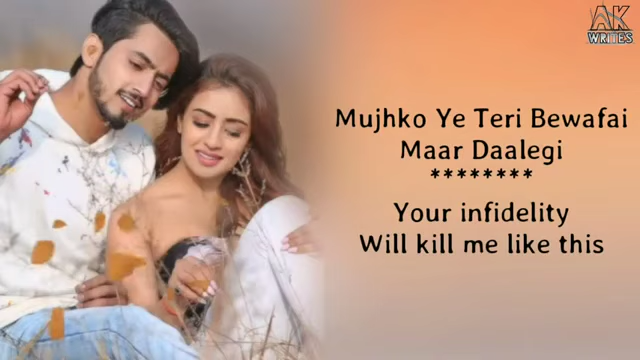 AK
WRITES
Mujhko Ye Teri Bewafai
Maar Daalegi
********
Your infidelity
Will kill me like this